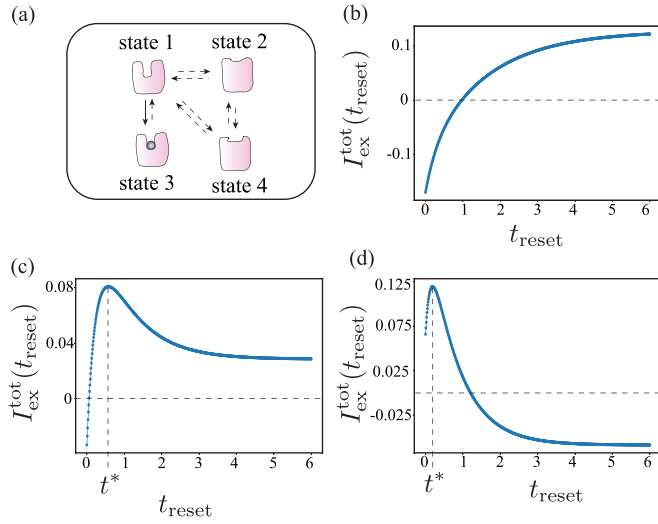 (a)
state 1 state 2
state 3 state 4
(b)
I_ex^tot(t_reset)
0.1
0
-0.1
0 1 2 3 4 5 6
t_reset
(c)
I_ex^tot(t_reset)
0.08
0.04
0
0 1 2 3 4 5 6
t*
t_reset
(d)
I_ex^tot(t_reset)
0.125
0.075
0.025
-0.025
0 1 2 3 4 5 6
t*
t_reset